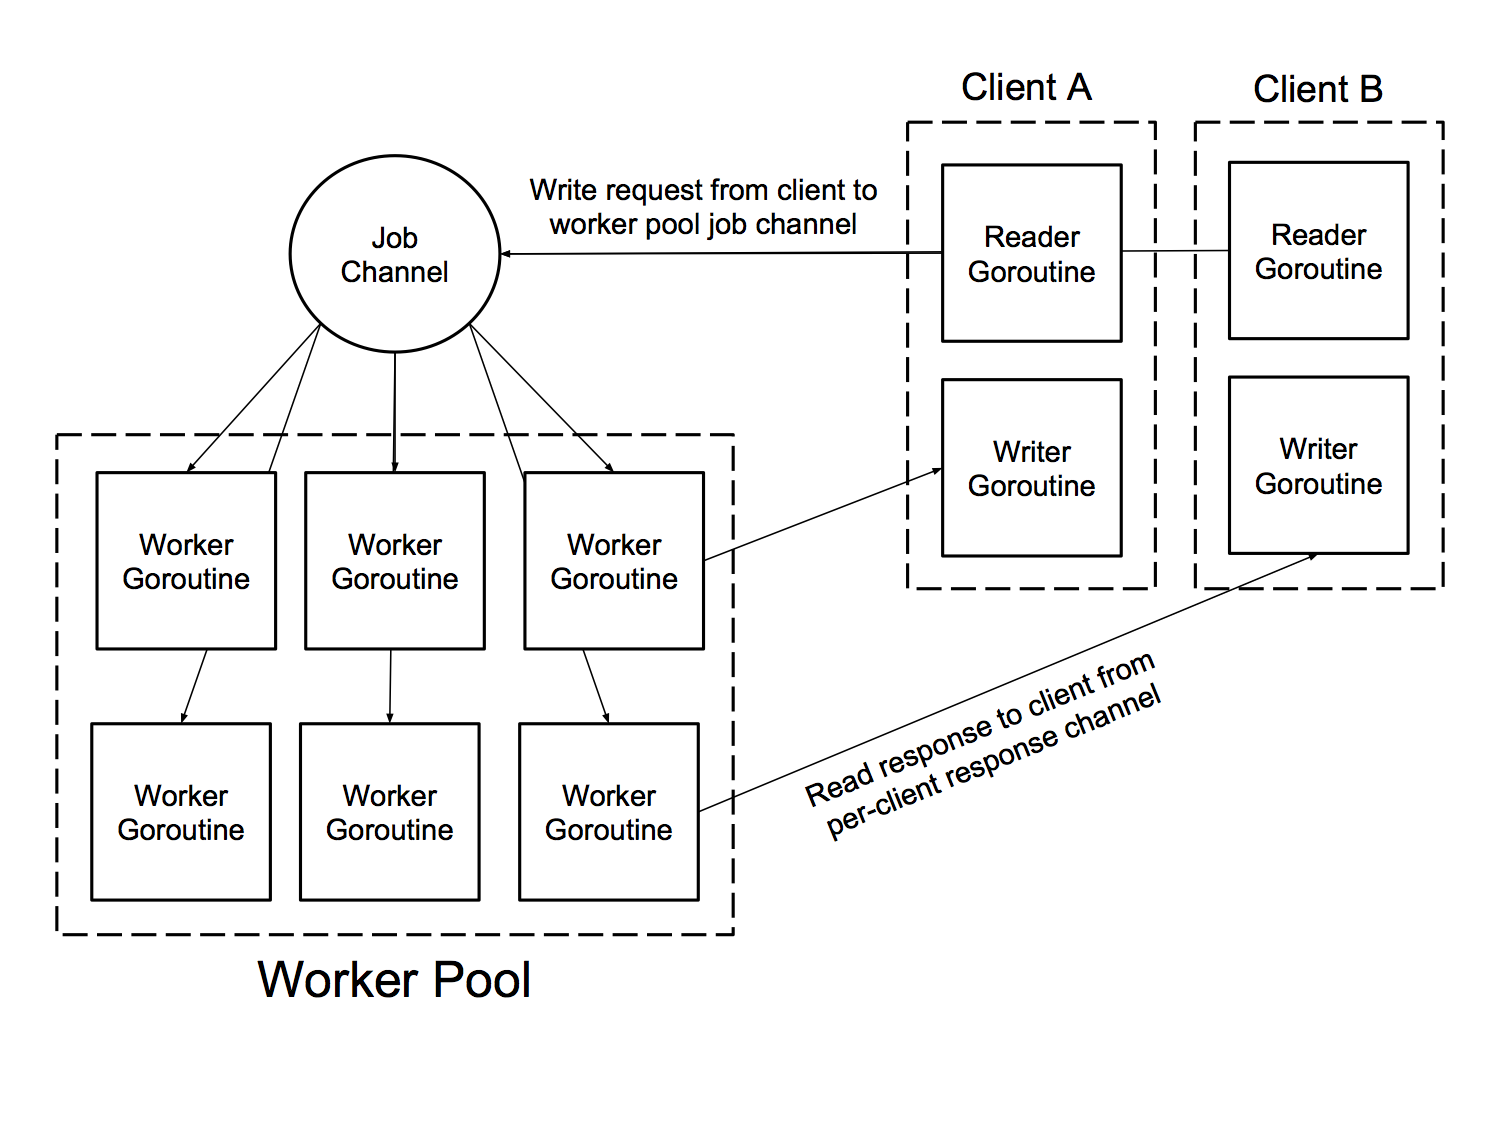 Client A
Client B
Write request from client to
worker pool job channel
Job
Channel
Reader
Goroutine
Reader
Goroutine
Writer
Goroutine
Writer
Goroutine
Worker
Goroutine
Worker
Goroutine
Worker
Goroutine
Read response to client from
per-client response channel
Worker
Goroutine
Worker
Goroutine
Worker
Goroutine
Worker Pool